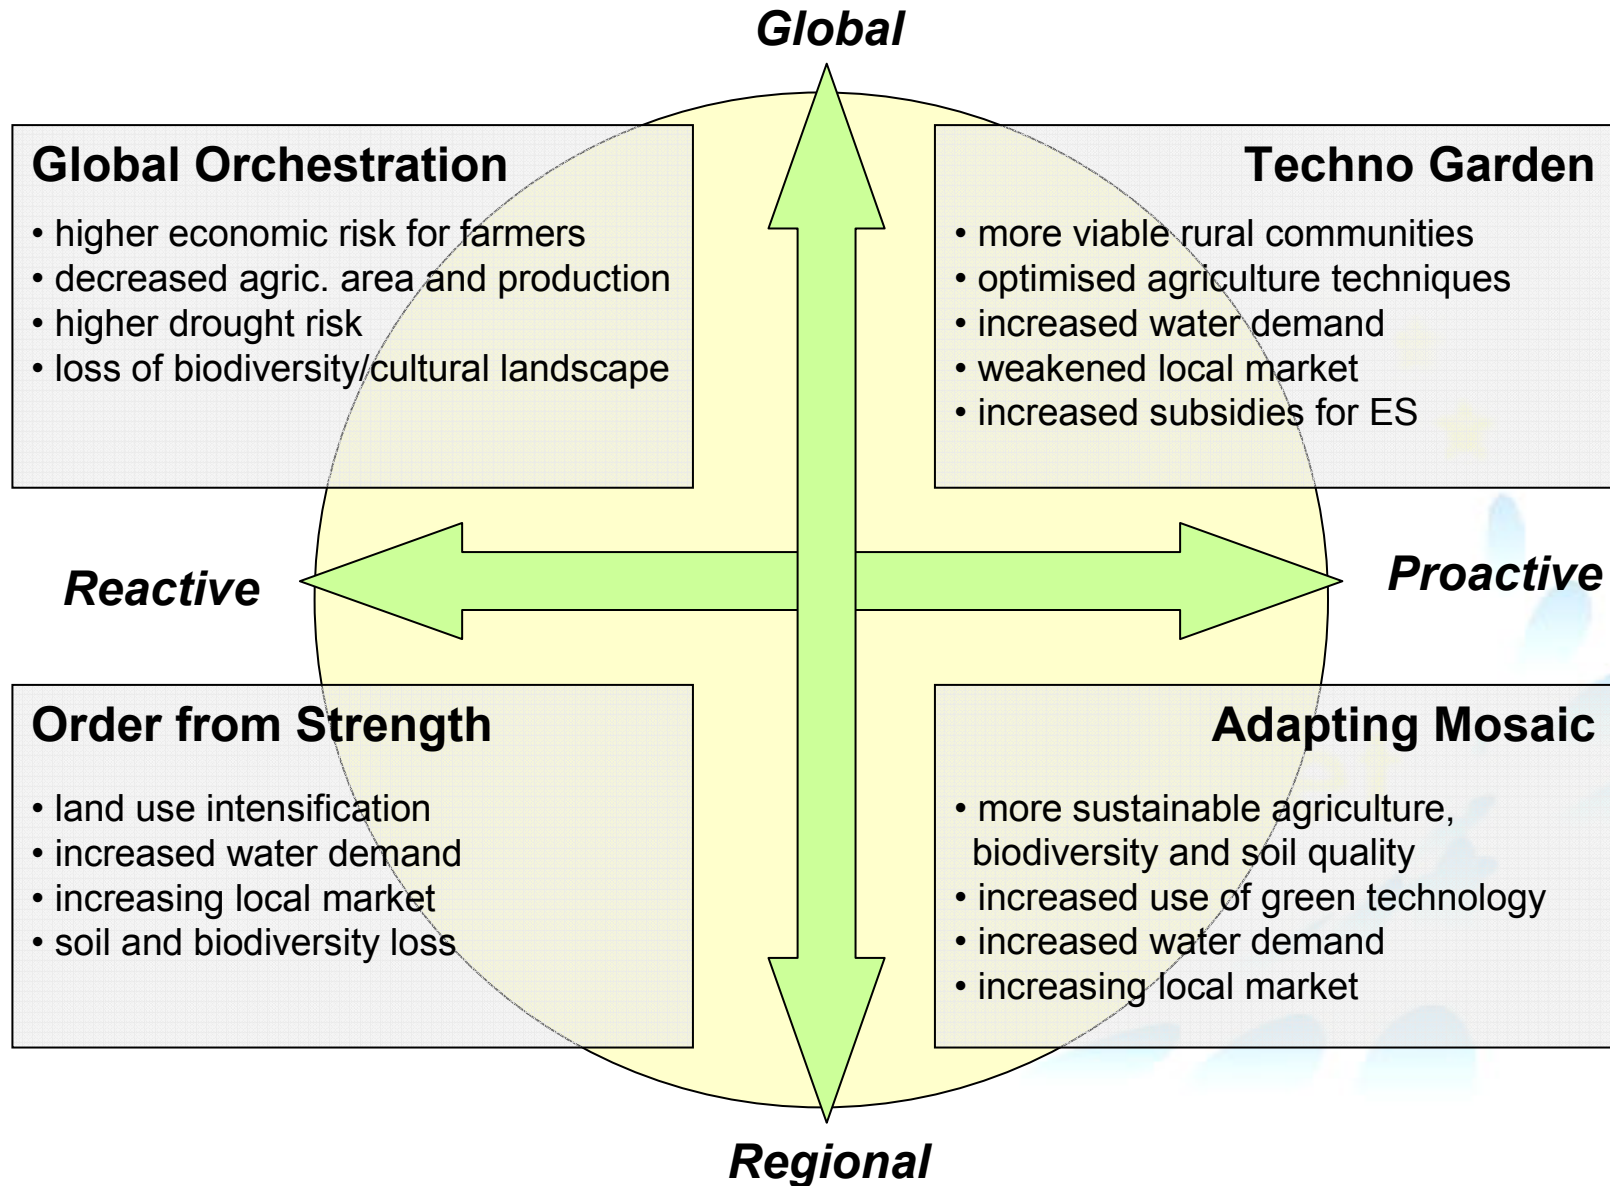 Global
Global Orchestration
• higher economic risk for farmers
• decreased agric. area and production
• higher drought risk
• loss of biodiversity/cultural landscape
Techno Garden
• more viable rural communities
• optimised agriculture techniques
• increased water demand
• weakened local market
• increased subsidies for ES
Reactive
Proactive
Order from Strength
• land use intensification
• increased water demand
• increasing local market
• soil and biodiversity loss
Adapting Mosaic
• more sustainable agriculture,
biodiversity and soil quality
• increased use of green technology
• increased water demand
• increasing local market
Regional